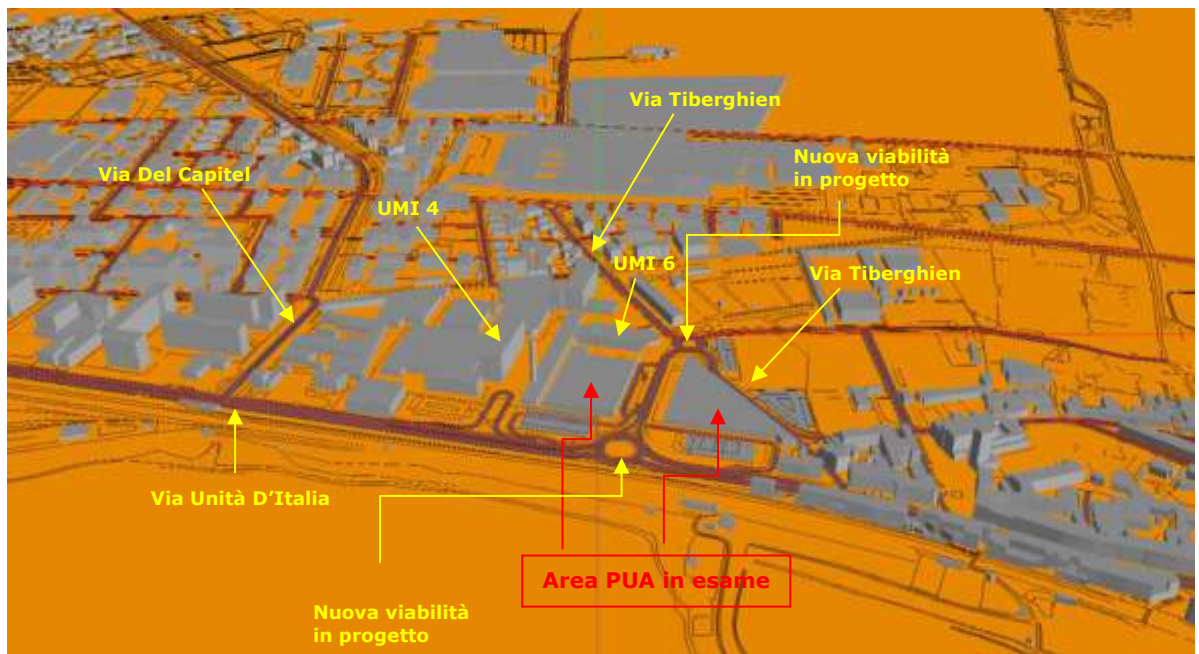 Via Tiberghien
Nuova viabilità
in progetto
Via Del Capitel
UMI 4
UMI 6
Via Tiberghien
Via Unità D'Italia
Area PUA in esame
Nuova viabilità
in progetto